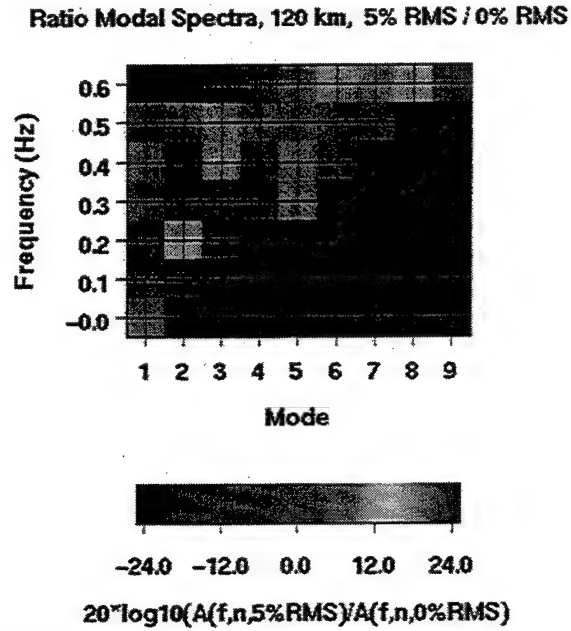 Ratio Modal Spectra, 120 km, 5% RMS / 0% RMS
Frequency (Hz)
0.6
0.5
0.4
0.3
0.2
0.1
−0.0
1 2 3 4 5 6 7 8 9
Mode
−24.0 −12.0 0.0 12.0 24.0
20*log10(A(f,n,5%RMS)/A(f,n,0%RMS)